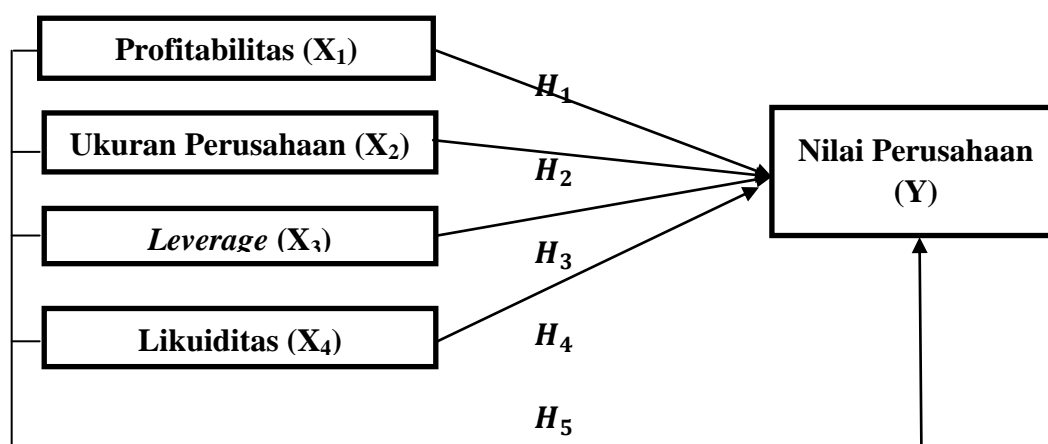 Profitabilitas (X₁)
H₁
Ukuran Perusahaan (X₂)
H₂
Nilai Perusahaan
(Y)
Leverage (X₃)
H₃
Likuiditas (X₄)
H₄
H₅